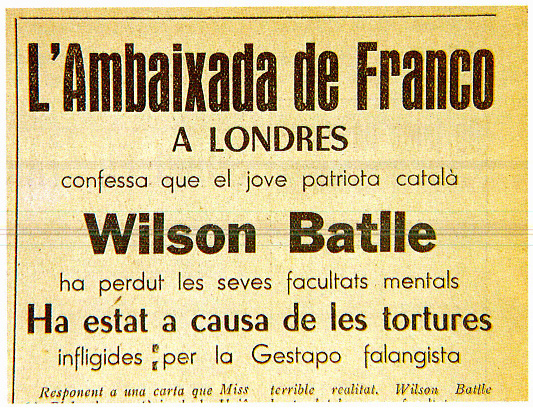 L'Ambaixada de Franco
A LONDRES
confessa que el jove patriota català
Wilson Batlle
ha perdut les seves facultats mentals
Ha estat a causa de les tortures
infligides per la Gestapo falangista
Responent a una carta que Miss
terrible realitat. Wilson Batlle